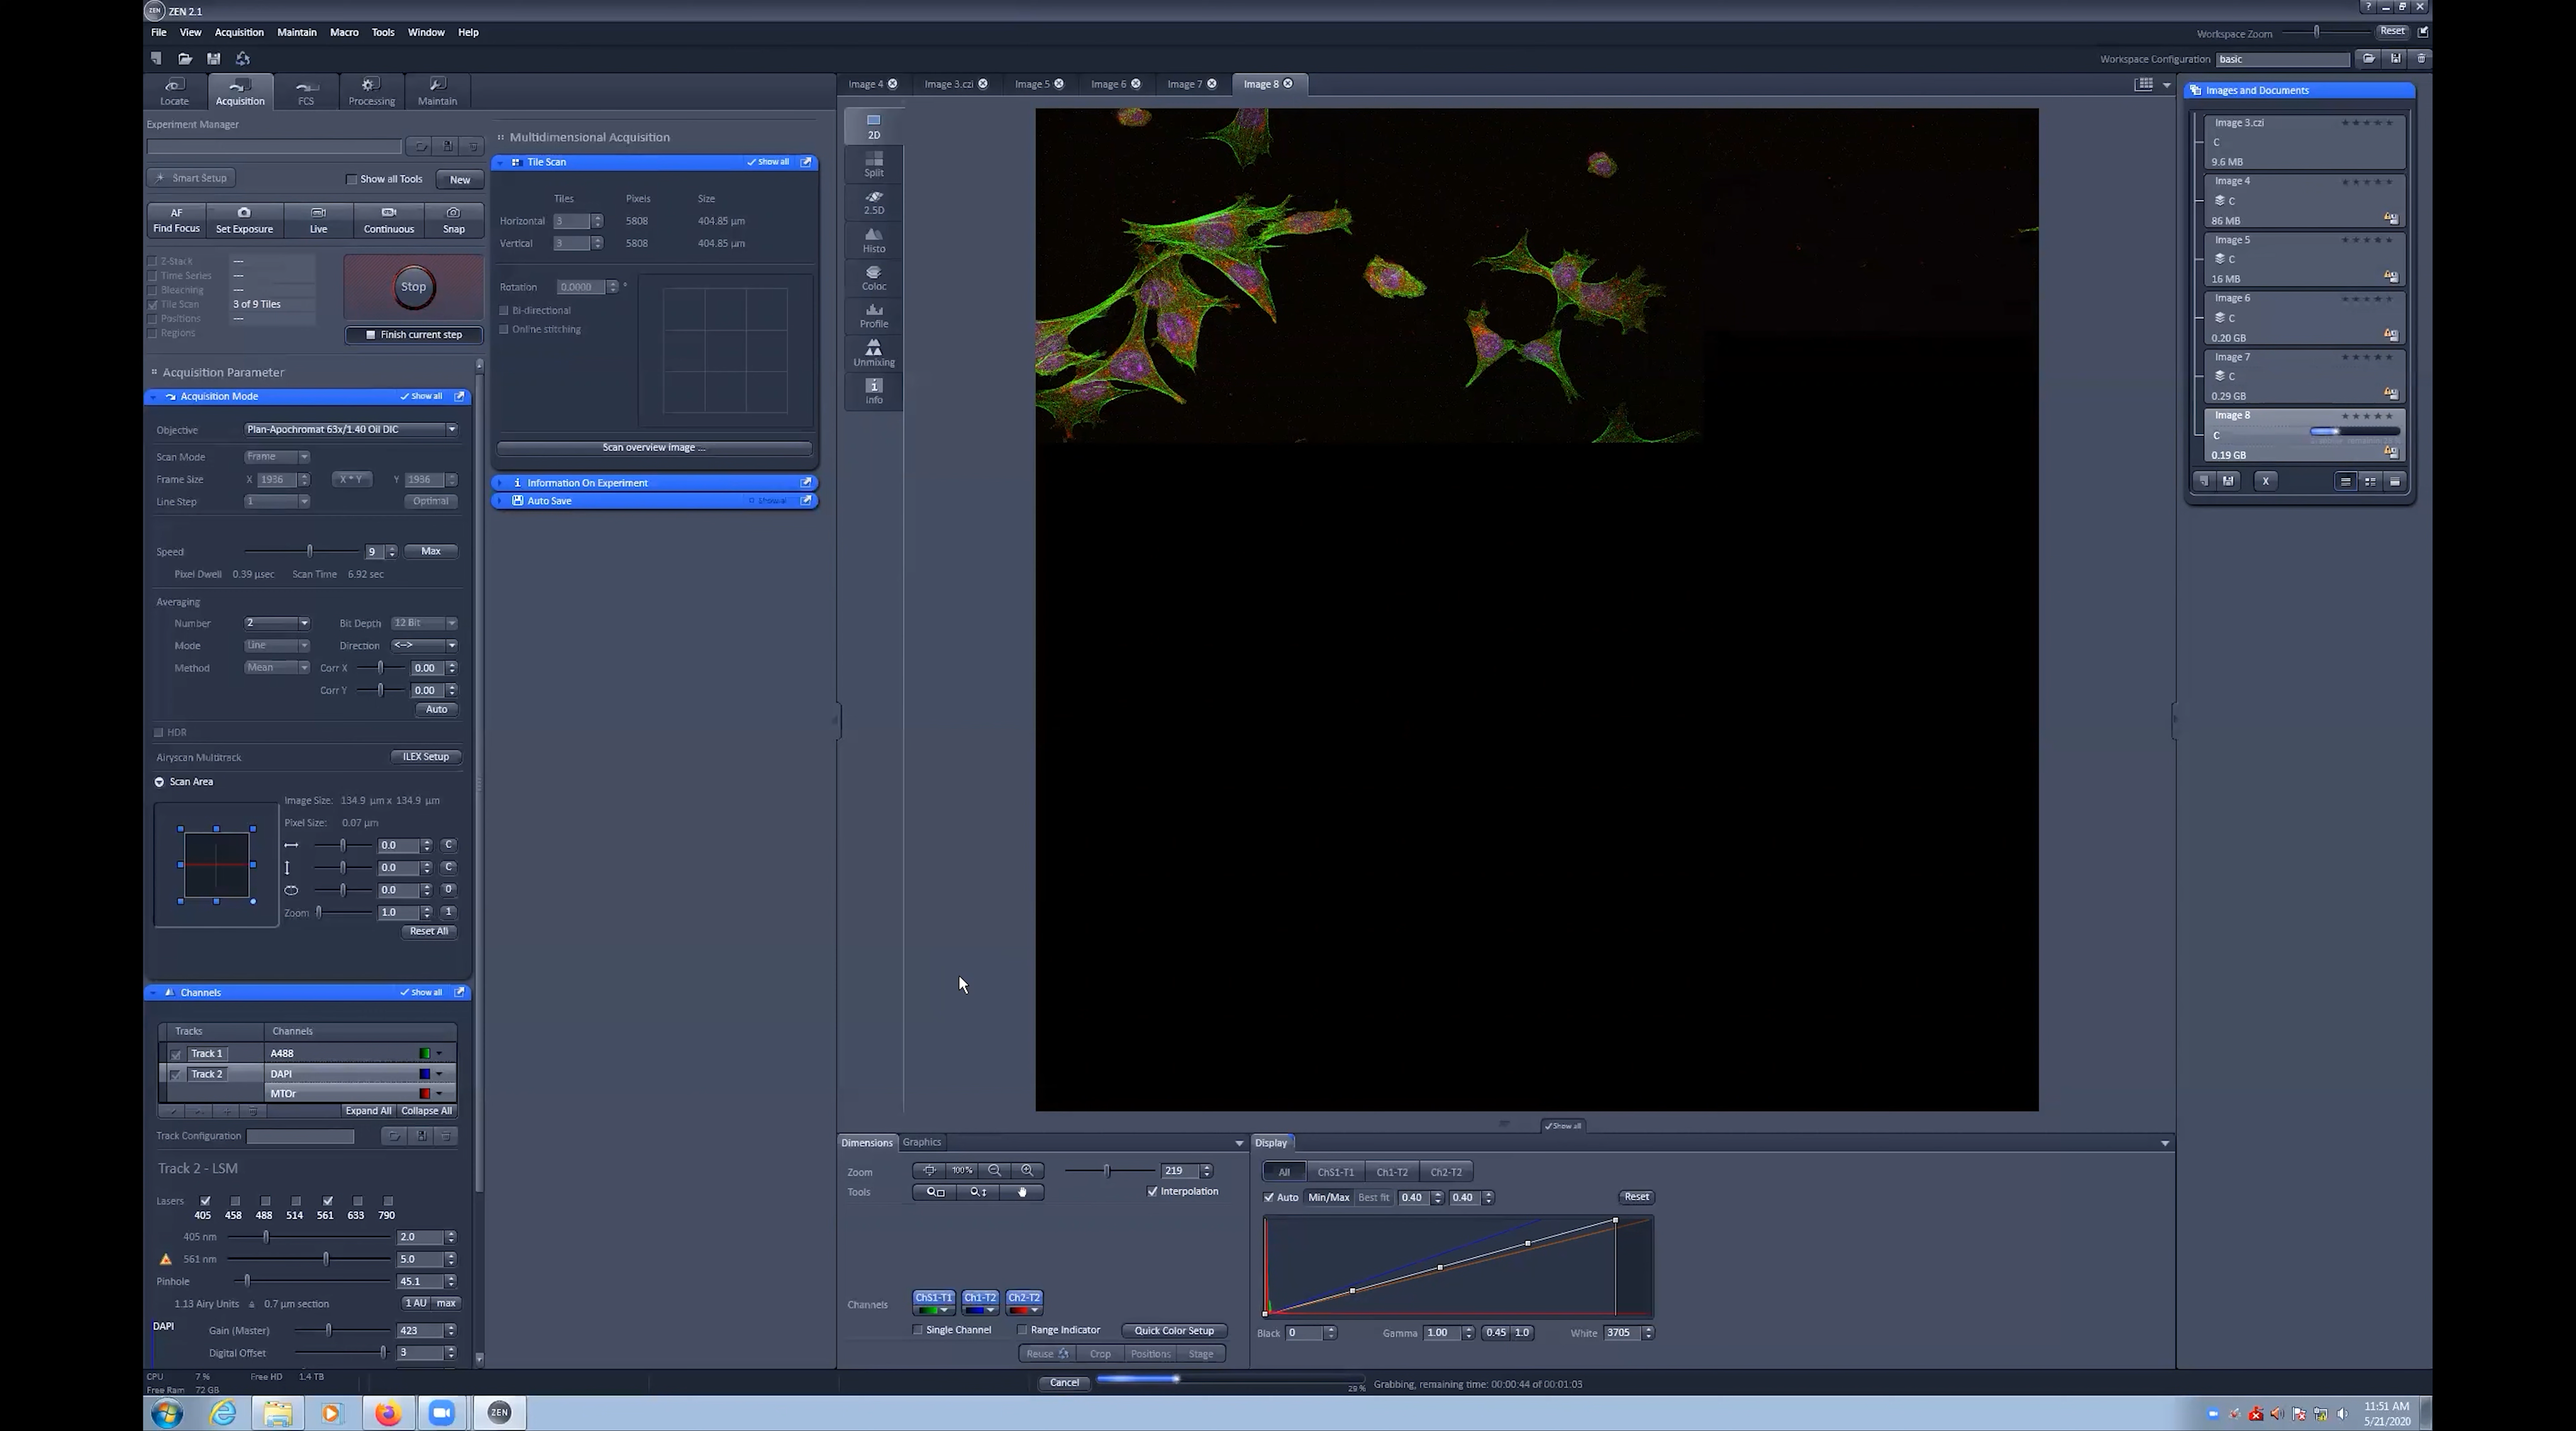 ZEN 2.1
File View Acquisition Maintain Macro Tools Window Help
Workspace Zoom Reset
Workspace Configuration basic
Locate Acquisition FCS Processing Maintain
Experiment Manager
Smart Setup Show all Tools New
AF Find Focus Set Exposure Live Continuous Snap
Z-Stack ---
Time Series ---
Bleaching ---
Tile Scan 3 of 9 Tiles
Positions ---
Regions
Stop
Finish current step
Acquisition Parameter
Acquisition Mode Show all
Objective Plan-Apochromat 63x/1.40 Oil DIC
Scan Mode Frame
Frame Size X 1936 X * Y Y 1936
Line Step 1 Optimal
Speed 9 Max
Pixel Dwell 0.39 µsec Scan Time 6.92 sec
Averaging
Number 2 Bit Depth 12 Bit
Mode Line Direction <-->
Method Mean Corr X 0.00
Corr Y 0.00
Auto
HDR
Airyscan Multitrack ILEX Setup
Scan Area
Image Size: 134.9 µm x 134.9 µm
Pixel Size: 0.07 µm
0.0 C
0.0 C
0.0 0
Zoom 1.0 1
Reset All
Channels Show all
Tracks Channels
Track 1 A488
Track 2 DAPI
MTOr
Expand All Collapse All
Track Configuration
Track 2 - LSM
Lasers
405 458 488 514 561 633 790
405 nm 2.0
561 nm 5.0
Pinhole 45.1
1.13 Airy Units ≙ 0.7 µm section 1 AU max
DAPI Gain (Master) 423
Digital Offset 3
CPU 7 % Free HD 1.4 TB
Free Ram 72 GB
Multidimensional Acquisition
Tile Scan Show all
Tiles Pixels Size
Horizontal 3 5808 404.85 µm
Vertical 3 5808 404.85 µm
Rotation 0.0000 °
Bi-directional
Online stitching
Scan overview image ...
Information On Experiment
Auto Save
Image 4 Image 3.czi Image 5 Image 6 Image 7 Image 8
2D
Split
2.5D
Histo
Coloc
Profile
Unmixing
Info
Show all
Dimensions Graphics
Zoom 100% 219
Tools Interpolation
Channels ChS1-T1 Ch1-T2 Ch2-T2
Single Channel Range Indicator Quick Color Setup
Reuse Crop Positions Stage
Display
All ChS1-T1 Ch1-T2 Ch2-T2
Auto Min/Max Best fit 0.40 0.40 Reset
Black 0 Gamma 1.00 0.45 1.0 White 3705
Cancel 29 % Grabbing, remaining time: 00:00:44 of 00:01:03
Images and Documents
Image 3.czi
C
9.6 MB
Image 4
C
86 MB
Image 5
C
16 MB
Image 6
C
0.20 GB
Image 7
C
0.29 GB
Image 8
C
0.19 GB
X
ZEN
11:51 AM
5/21/2020